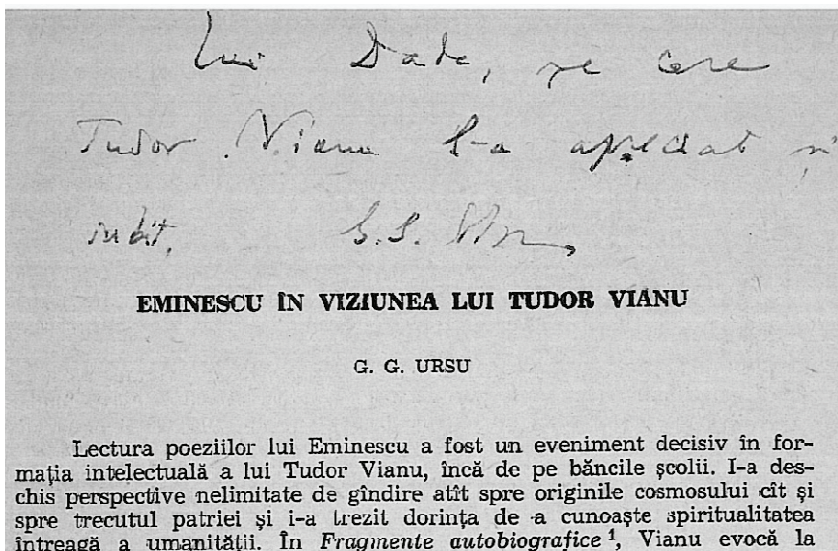 Lui Dade, pe care
Tudor Vianu l-a apreciat și
iubit. G. G. Ursu
EMINESCU ÎN VIZIUNEA LUI TUDOR VIANU
G. G. URSU
Lectura poeziilor lui Eminescu a fost un eveniment decisiv în for-
mația intelectuală a lui Tudor Vianu, încă de pe băncile școlii. I-a des-
chis perspective nelimitate de gîndire atît spre originile cosmosului cît și
spre trecutul patriei și i-a trezit dorința de a cunoaște spiritualitatea
întreagă a umanității. În Fragmente autobiografice ¹, Vianu evocă la